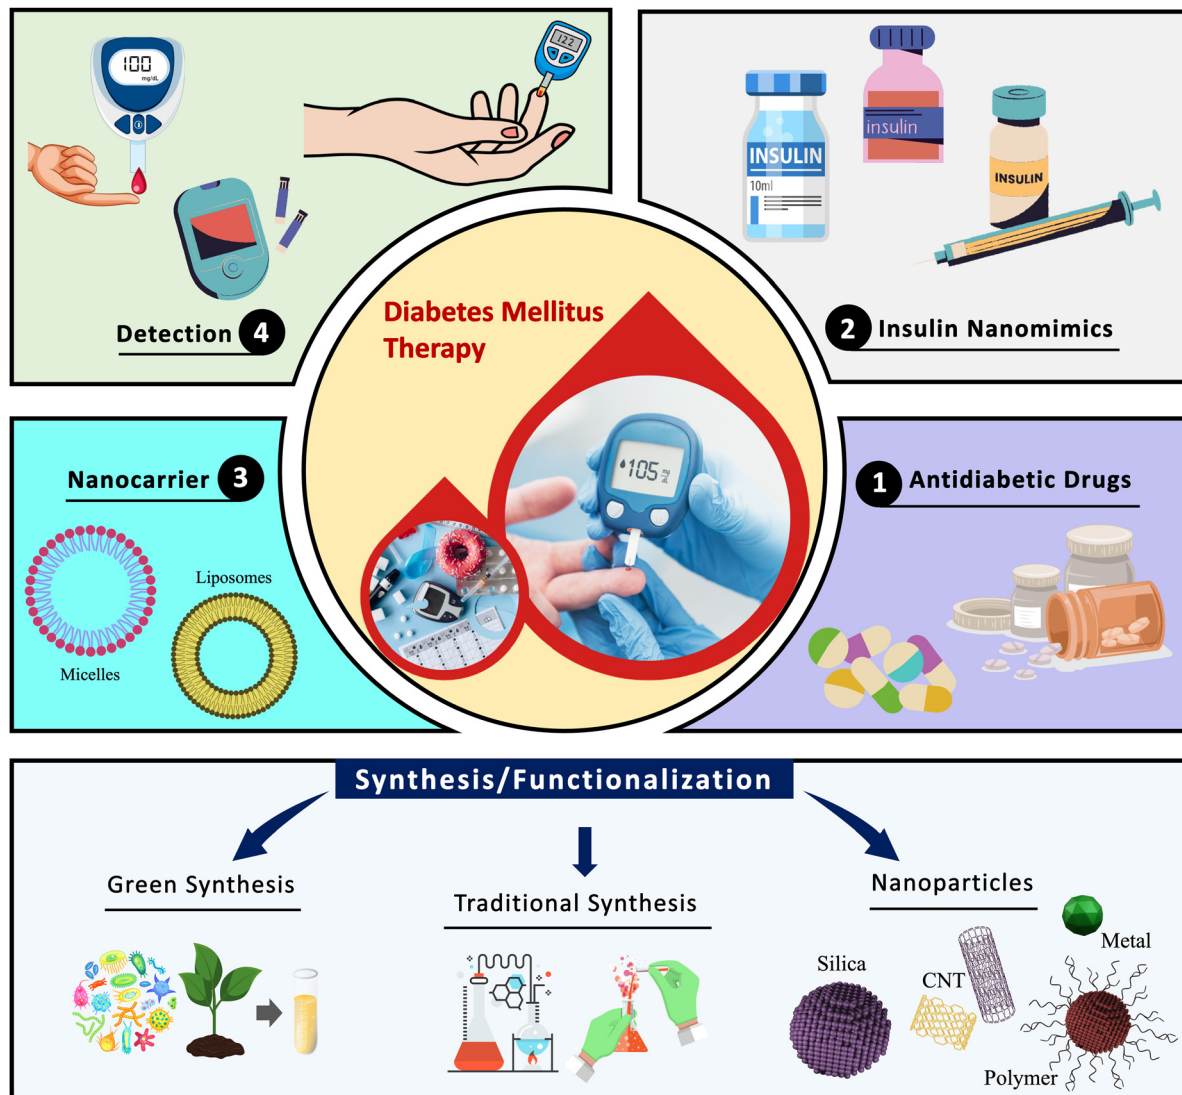 100
mg/dL
122
Detection 4
INSULIN
10ml
insulin
INSULIN
2 Insulin Nanomimics
Diabetes Mellitus
Therapy
105
Nanocarrier 3
Micelles
Liposomes
1 Antidiabetic Drugs
Synthesis/Functionalization
Green Synthesis
Traditional Synthesis
Nanoparticles
Silica
CNT
Metal
Polymer